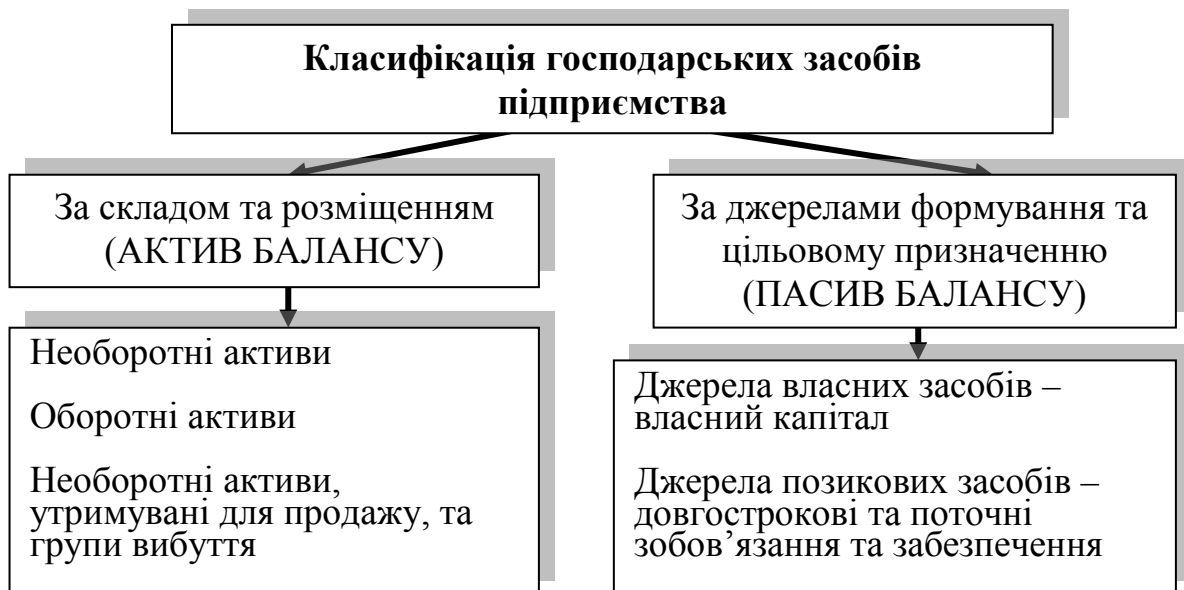 Класифікація господарських засобів
підприємства
За складом та розміщенням
(АКТИВ БАЛАНСУ)
За джерелами формування та
цільовому призначенню
(ПАСИВ БАЛАНСУ)
Необоротні активи
Оборотні активи
Необоротні активи,
утримувані для продажу, та
групи вибуття
Джерела власних засобів –
власний капітал
Джерела позикових засобів –
довгострокові та поточні
зобов’язання та забезпечення